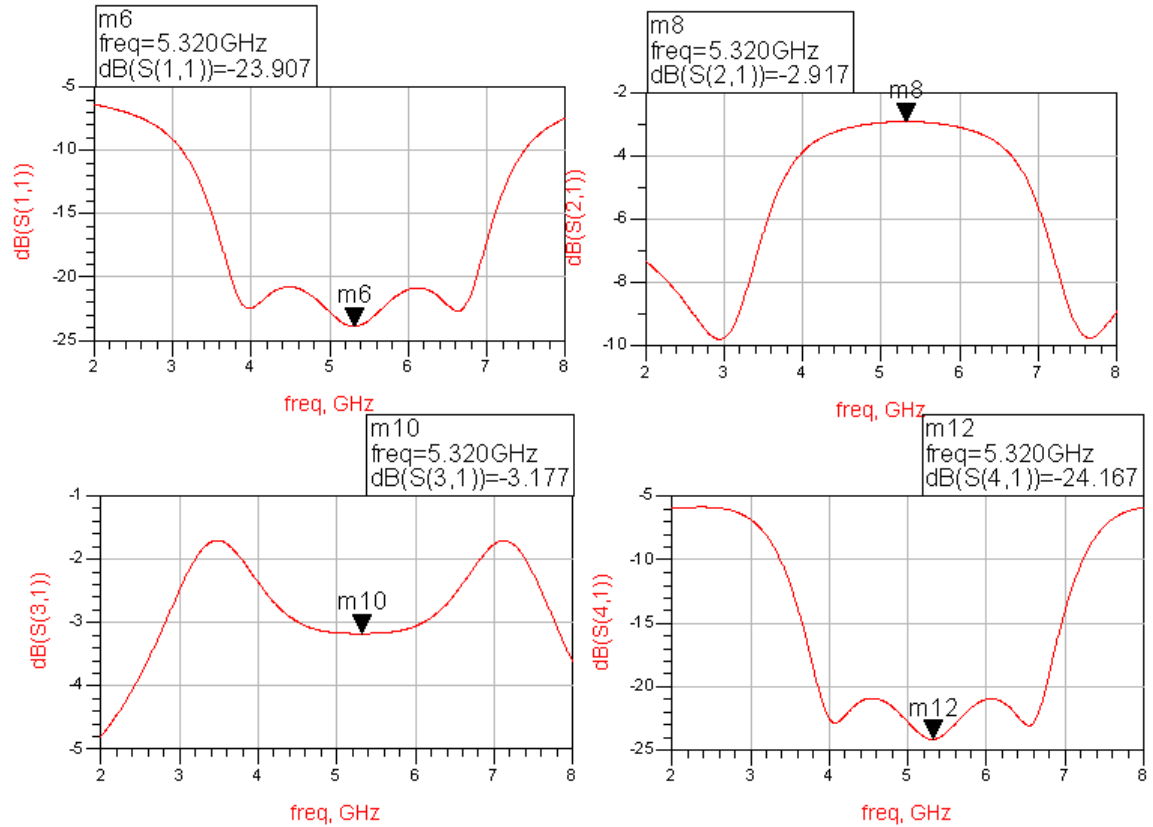 m6
freq=5.320GHz
dB(S(1,1))=-23.907
-5
-10
-15
-20
-25
dB(S(1,1))
m6
2 3 4 5 6 7 8
freq, GHz
m8
freq=5.320GHz
dB(S(2,1))=-2.917
-2
-4
-6
-8
-10
dB(S(2,1))
m8
2 3 4 5 6 7 8
freq, GHz
m10
freq=5.320GHz
dB(S(3,1))=-3.177
-1
-2
-3
-4
-5
dB(S(3,1))
m10
2 3 4 5 6 7 8
freq, GHz
m12
freq=5.320GHz
dB(S(4,1))=-24.167
-5
-10
-15
-20
-25
dB(S(4,1))
m12
2 3 4 5 6 7 8
freq, GHz